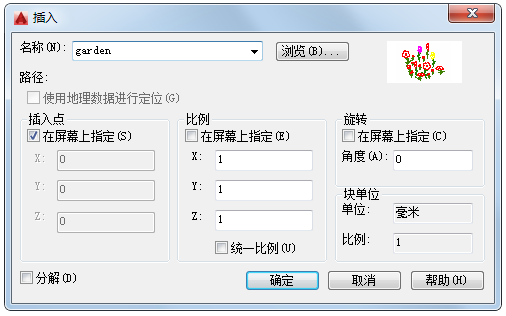 插入
名称(N): garden 浏览(B)...
路径:
使用地理数据进行定位(G)
插入点 比例 旋转
在屏幕上指定(S) 在屏幕上指定(E) 在屏幕上指定(C)
X: 0 X: 1 角度(A): 0
Y: 0 Y: 1 块单位
单位: 毫米
Z: 0 Z: 1
比例: 1
统一比例(U)
分解(D) 确定 取消 帮助(H)